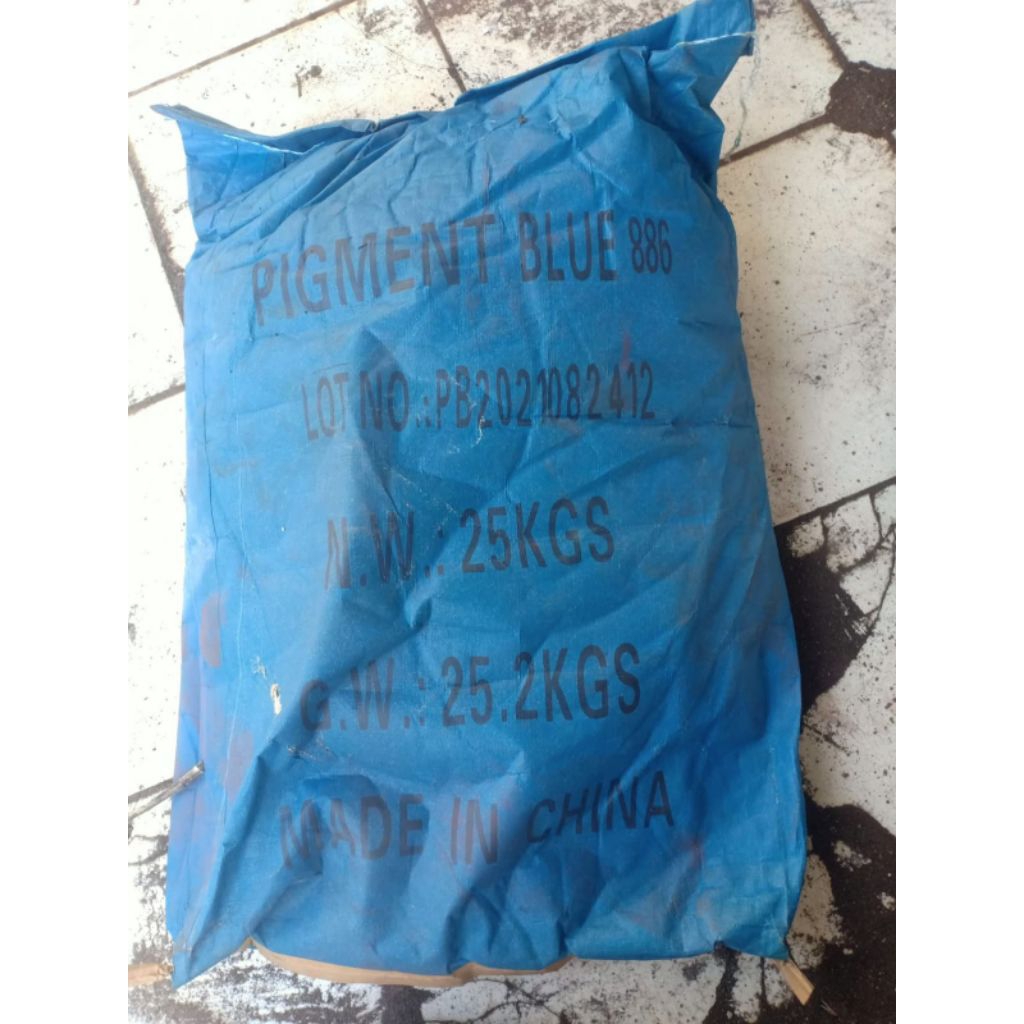 PIGMENT BLUE 886
LOT NO.:PB2021082412
N.W.: 25KGS
G.W.: 25.2KGS
MADE IN CHINA